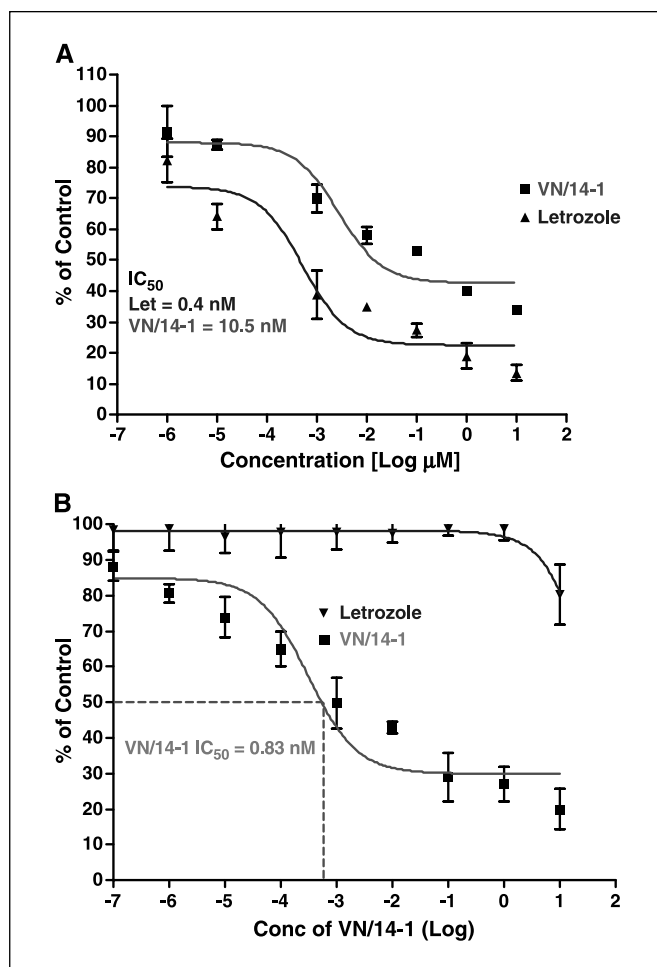 A
110
100
90
80
70
60
50
40
30
20
10
0
% of Control
VN/14-1
Letrozole
IC50
Let = 0.4 nM
VN/14-1 = 10.5 nM
-7 -6 -5 -4 -3 -2 -1 0 1 2
Concentration [Log μM]
B
100
90
80
70
60
50
40
30
20
10
0
% of Control
Letrozole
VN/14-1
VN/14-1 IC50 = 0.83 nM
-7 -6 -5 -4 -3 -2 -1 0 1 2
Conc of VN/14-1 (Log)